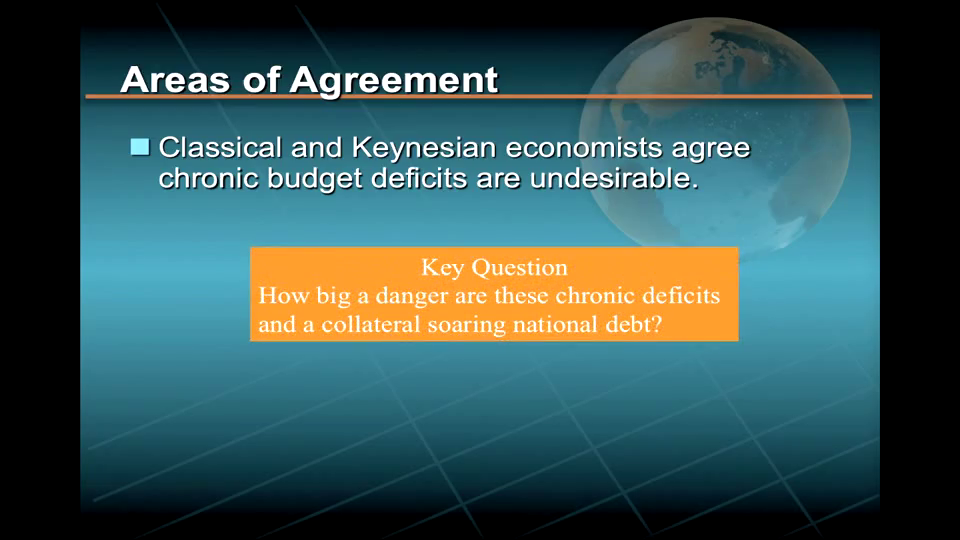 Areas of Agreement
Classical and Keynesian economists agree
chronic budget deficits are undesirable.
Key Question
How big a danger are these chronic deficits
and a collateral soaring national debt?